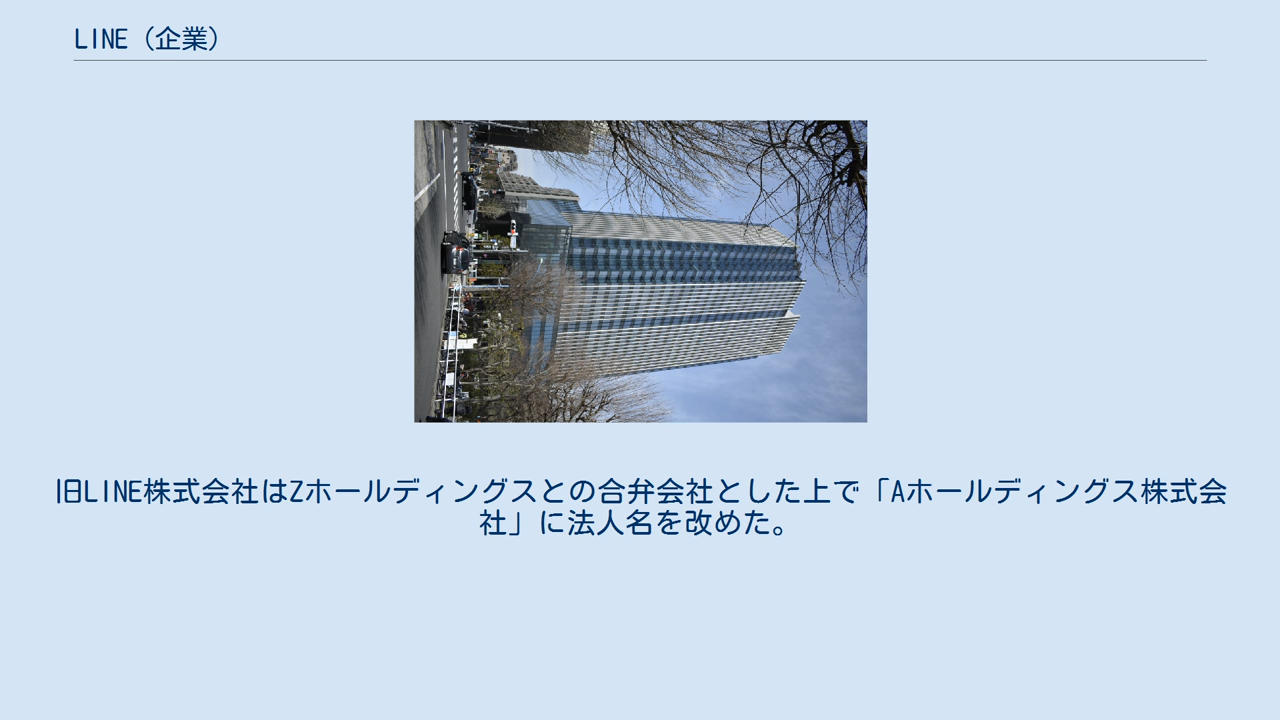 LINE（企業）
旧LINE株式会社はZホールディングスとの合弁会社とした上で「Aホールディングス株式会
社」に法人名を改めた。